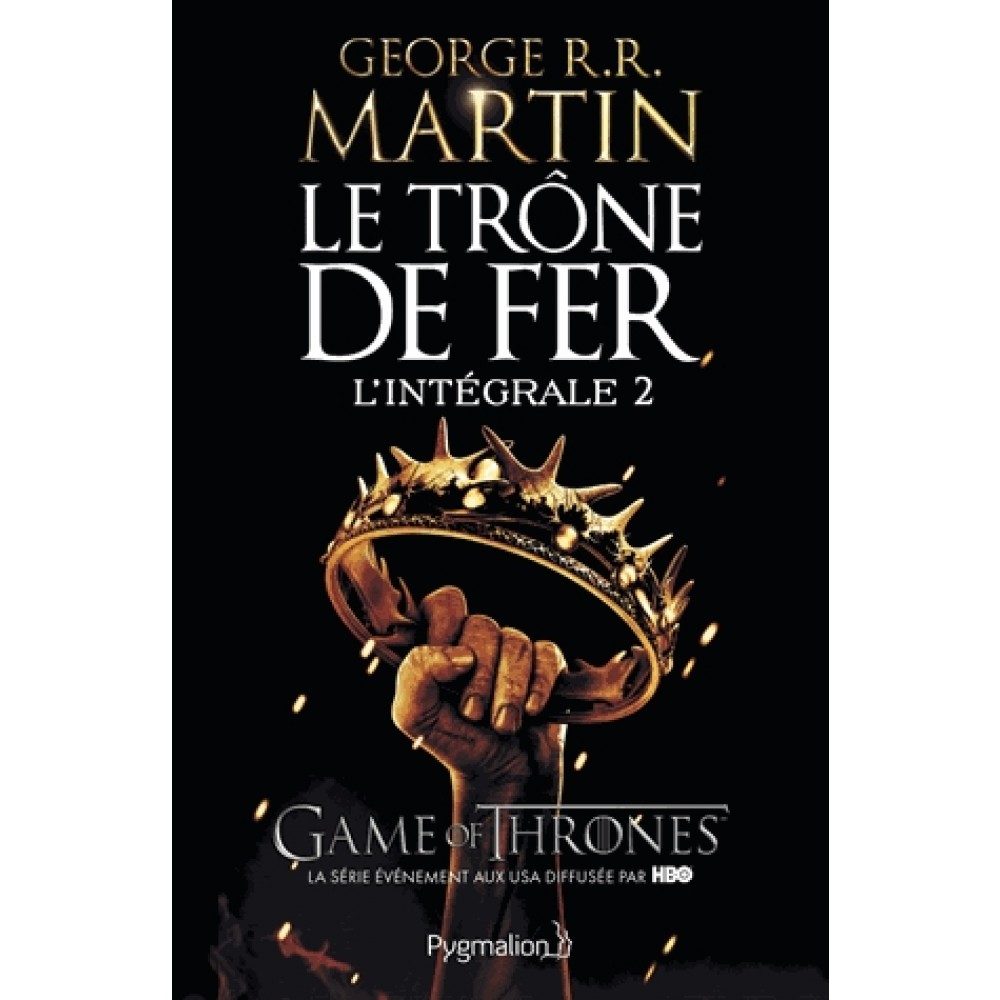 GEORGE R.R.
MARTIN
LE TRÔNE
DE FER
L'INTÉGRALE 2
GAME OF THRONES
LA SÉRIE ÉVÉNEMENT AUX USA DIFFUSÉE PAR HBO
Pygmalion